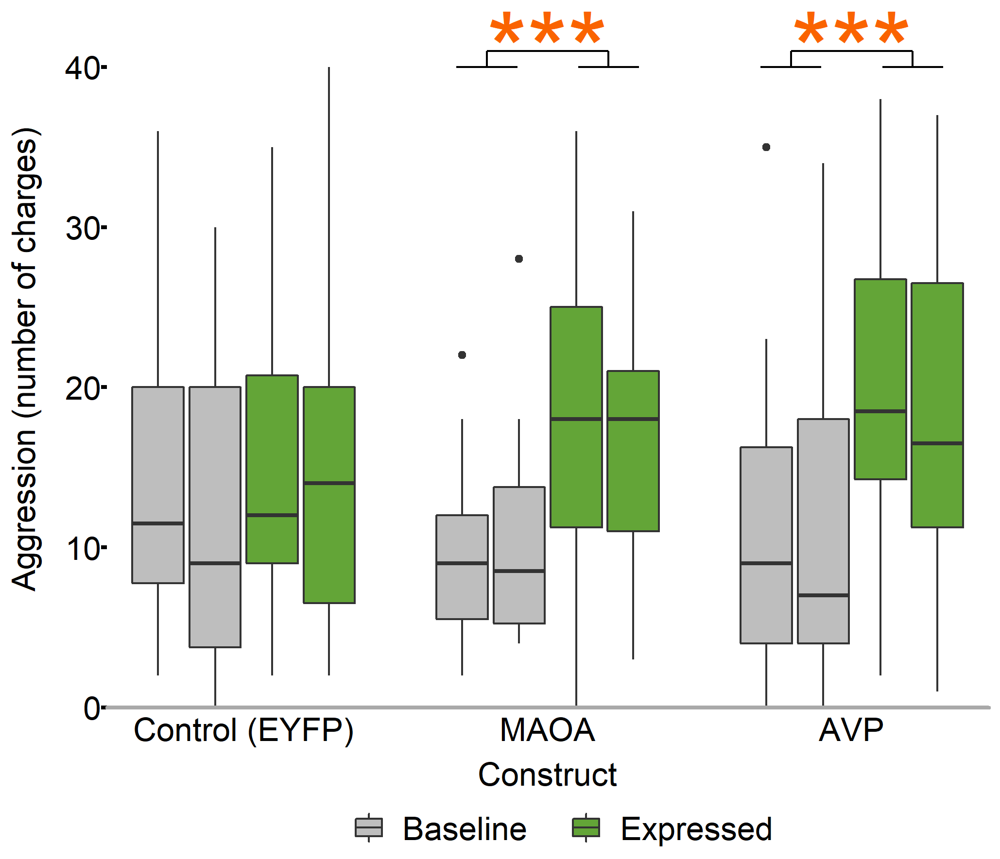 *** ***
40
30
20
10
0
Aggression (number of charges)
Control (EYFP) MAOA AVP
Construct
Baseline Expressed